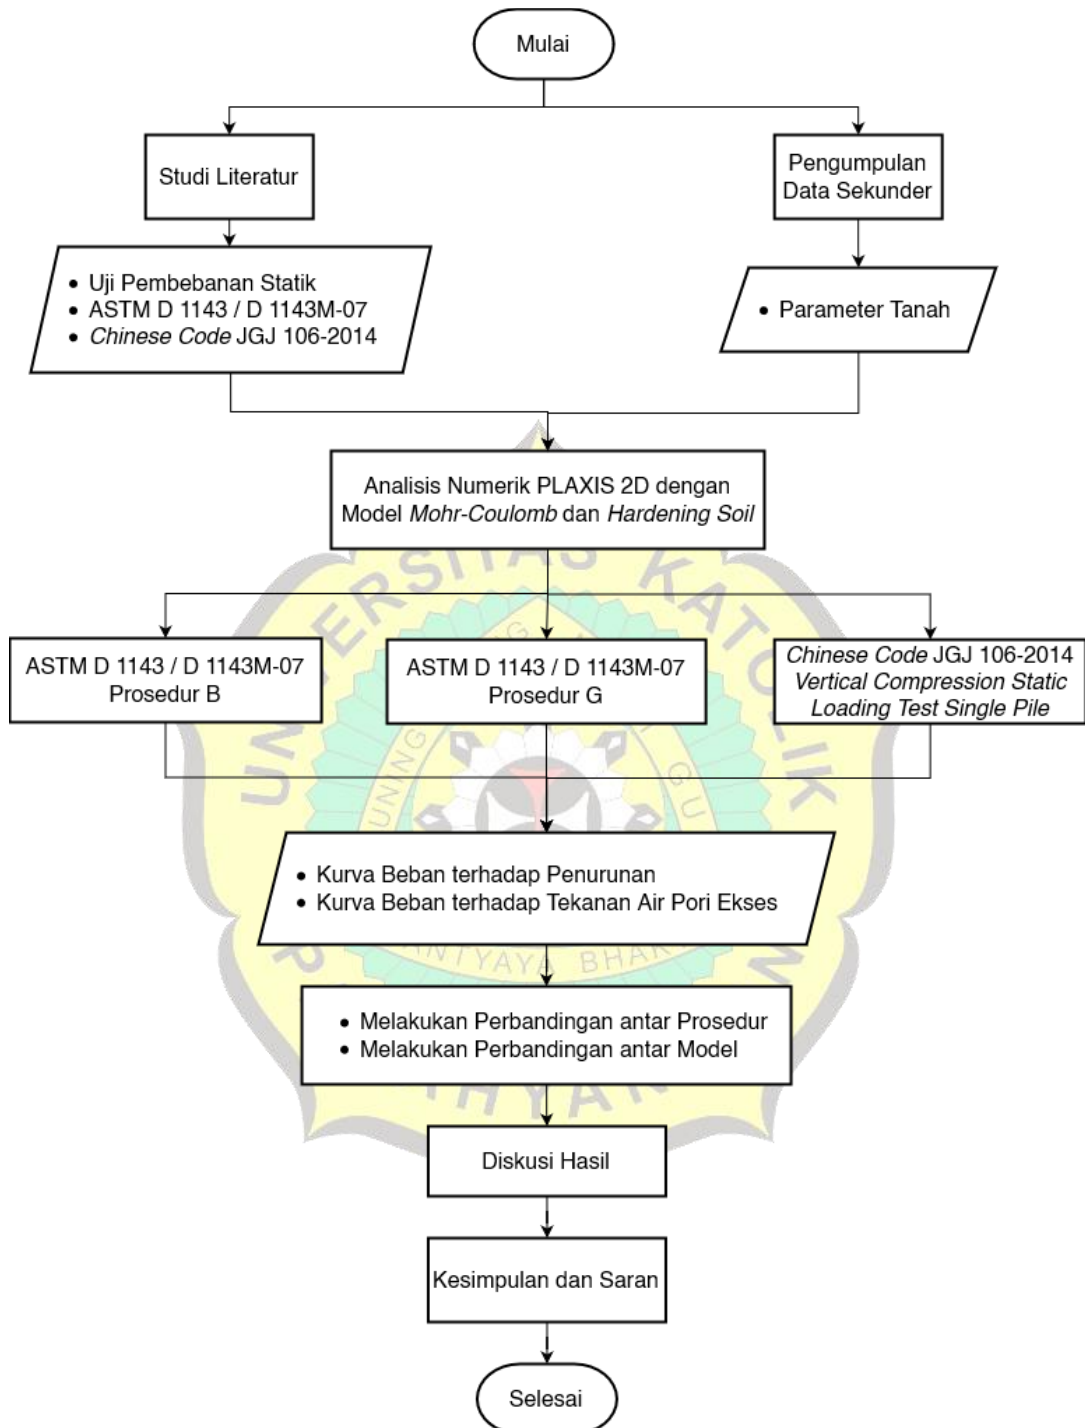 Mulai
Studi Literatur
Pengumpulan
Data Sekunder
• Uji Pembebanan Statik
• ASTM D 1143 / D 1143M-07
• Chinese Code JGJ 106-2014
• Parameter Tanah
Analisis Numerik PLAXIS 2D dengan
Model Mohr-Coulomb dan Hardening Soil
ASTM D 1143 / D 1143M-07
Prosedur B
ASTM D 1143 / D 1143M-07
Prosedur G
Chinese Code JGJ 106-2014
Vertical Compression Static
Loading Test Single Pile
• Kurva Beban terhadap Penurunan
• Kurva Beban terhadap Tekanan Air Pori Ekses
• Melakukan Perbandingan antar Prosedur
• Melakukan Perbandingan antar Model
Diskusi Hasil
Kesimpulan dan Saran
Selesai
KATOLIK